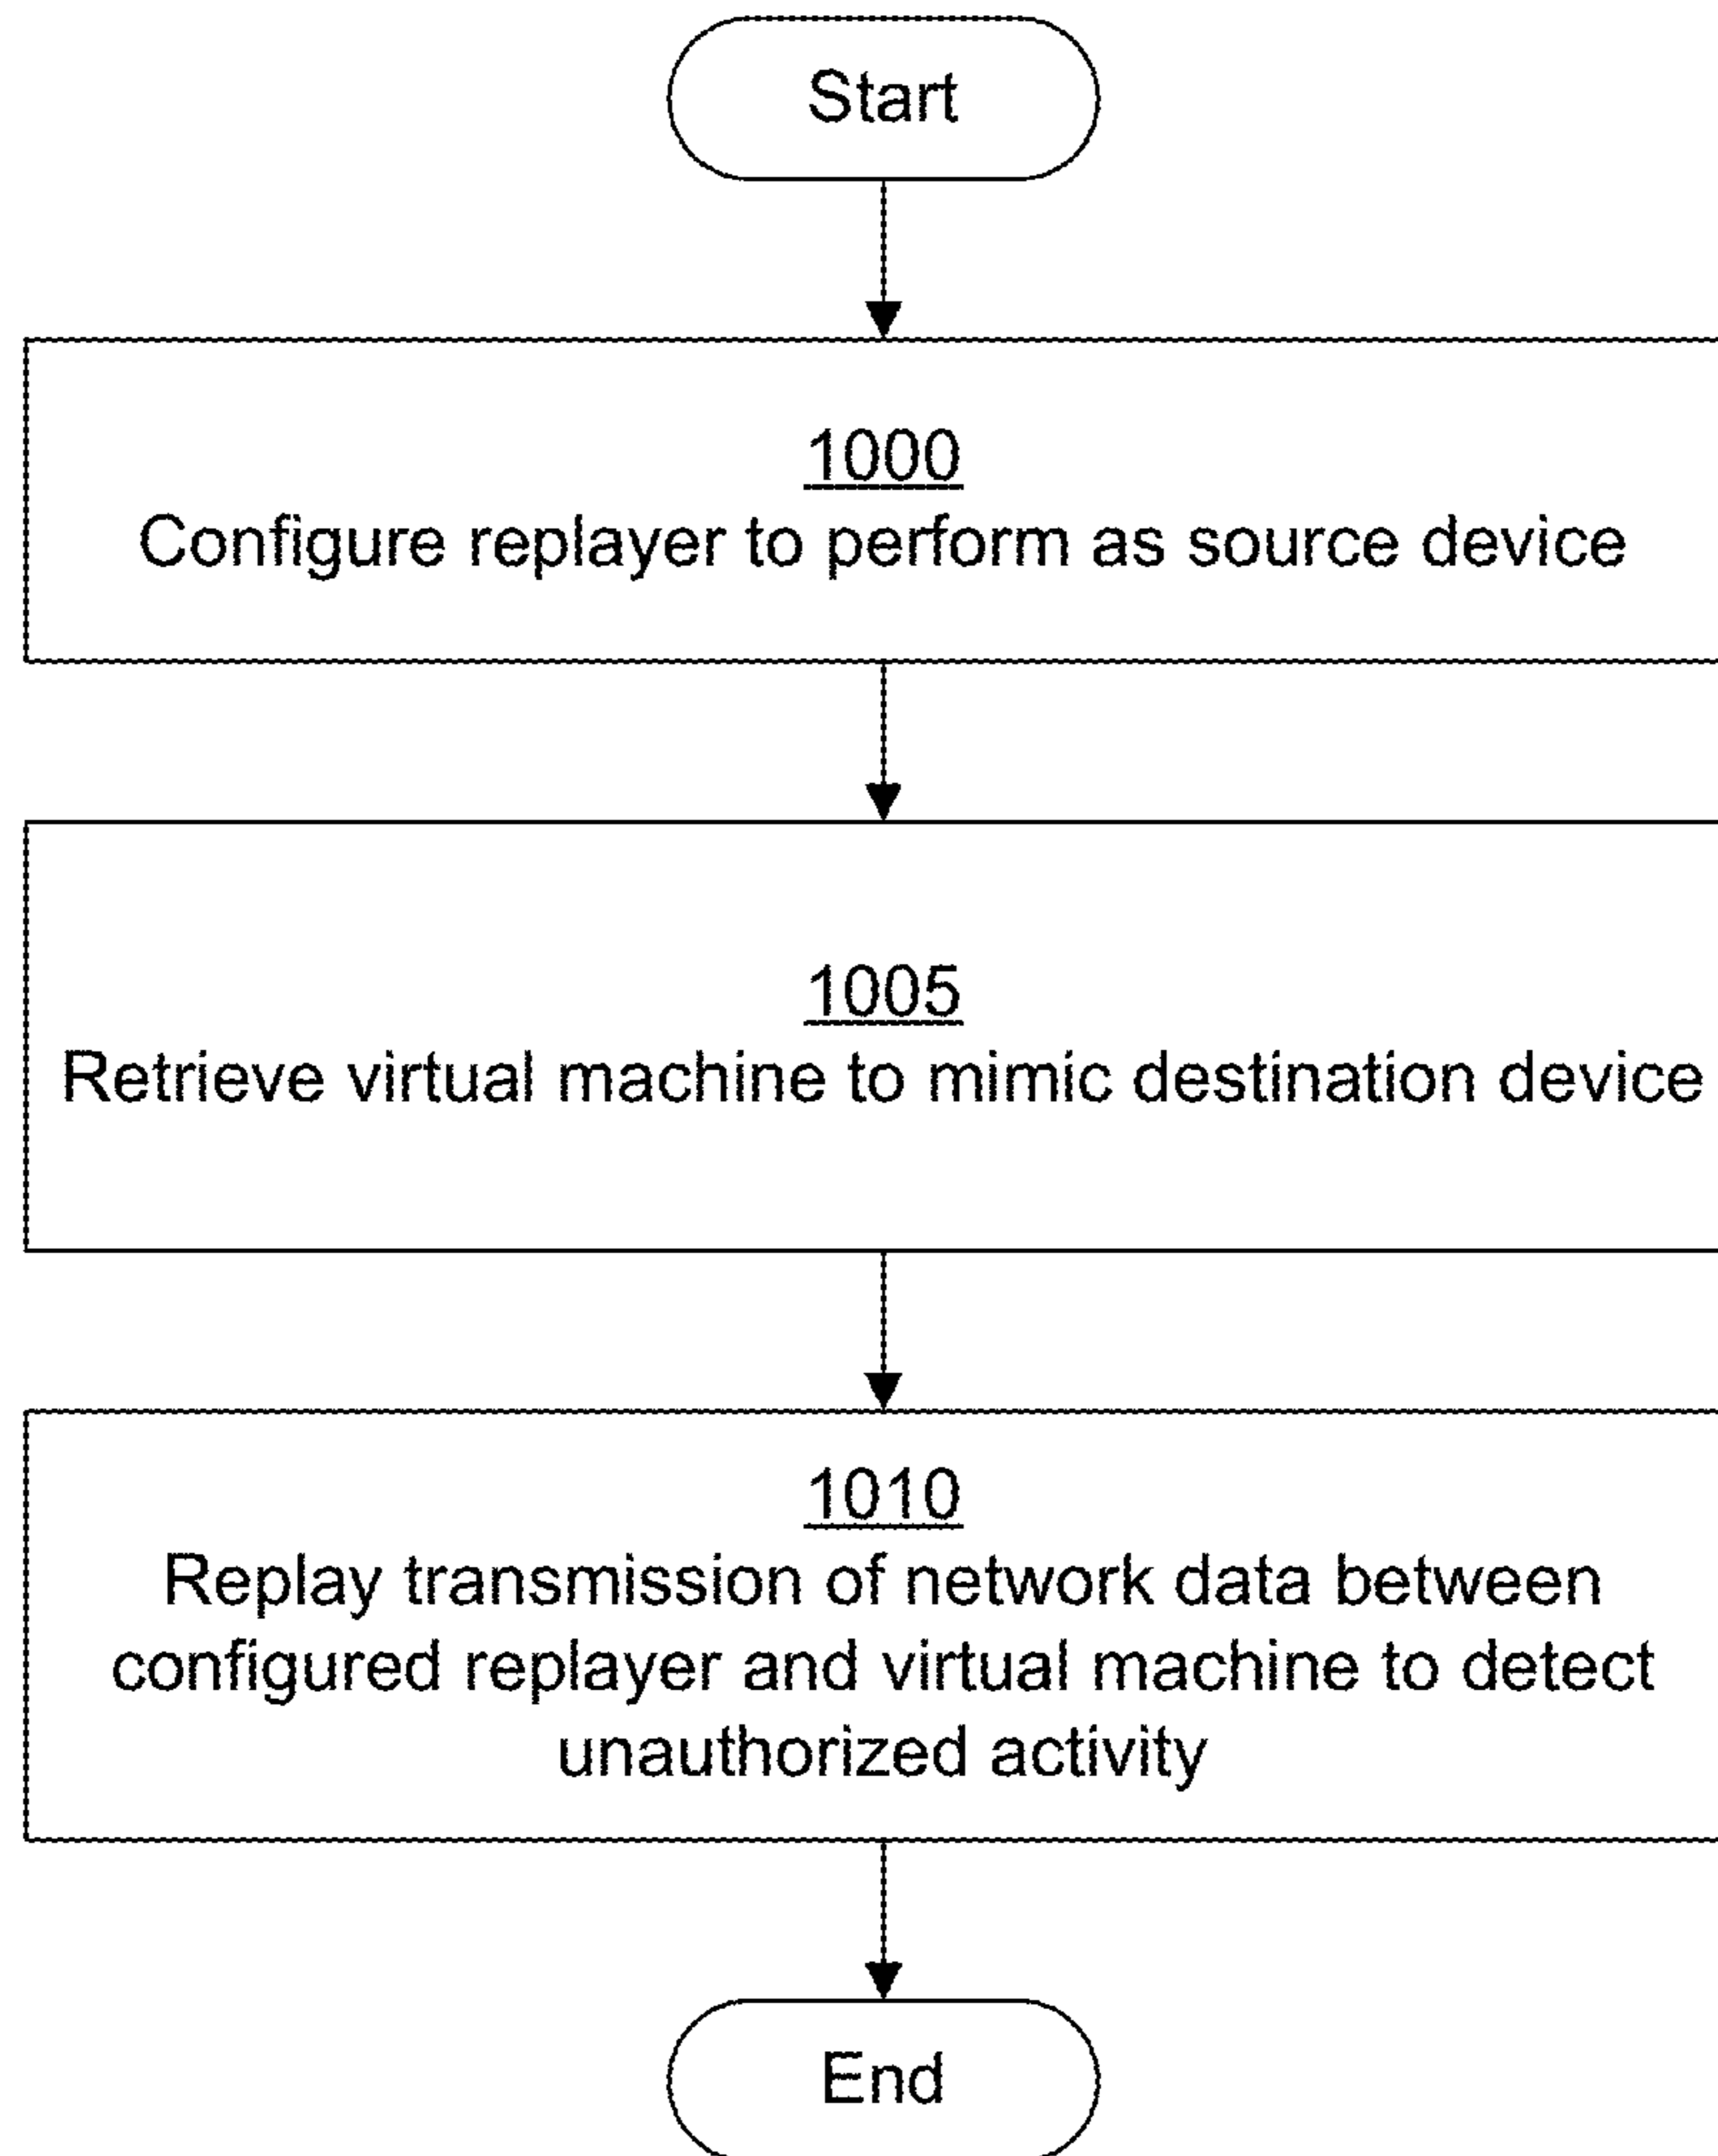 Start
1000
Configure replayer to perform as source device
1005
Retrieve virtual machine to mimic destination device
1010
Replay transmission of network data between
configured replayer and virtual machine to detect
unauthorized activity
End